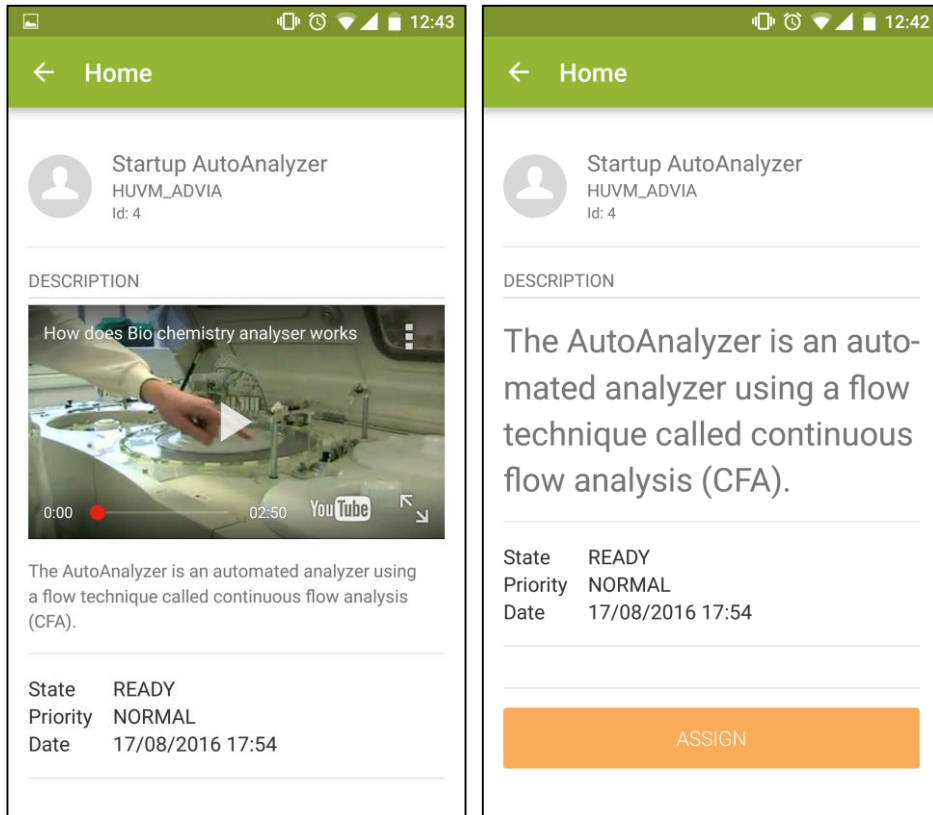 12:43
Home
Startup AutoAnalyzer
HUVM_ADVIA
Id: 4
DESCRIPTION
How does Bio chemistry analyser works
0:00 02:50 YouTube
The AutoAnalyzer is an automated analyzer using
a flow technique called continuous flow analysis
(CFA).
State READY
Priority NORMAL
Date 17/08/2016 17:54
12:42
Home
Startup AutoAnalyzer
HUVM_ADVIA
Id: 4
DESCRIPTION
The AutoAnalyzer is an auto-
mated analyzer using a flow
technique called continuous
flow analysis (CFA).
State READY
Priority NORMAL
Date 17/08/2016 17:54
ASSIGN